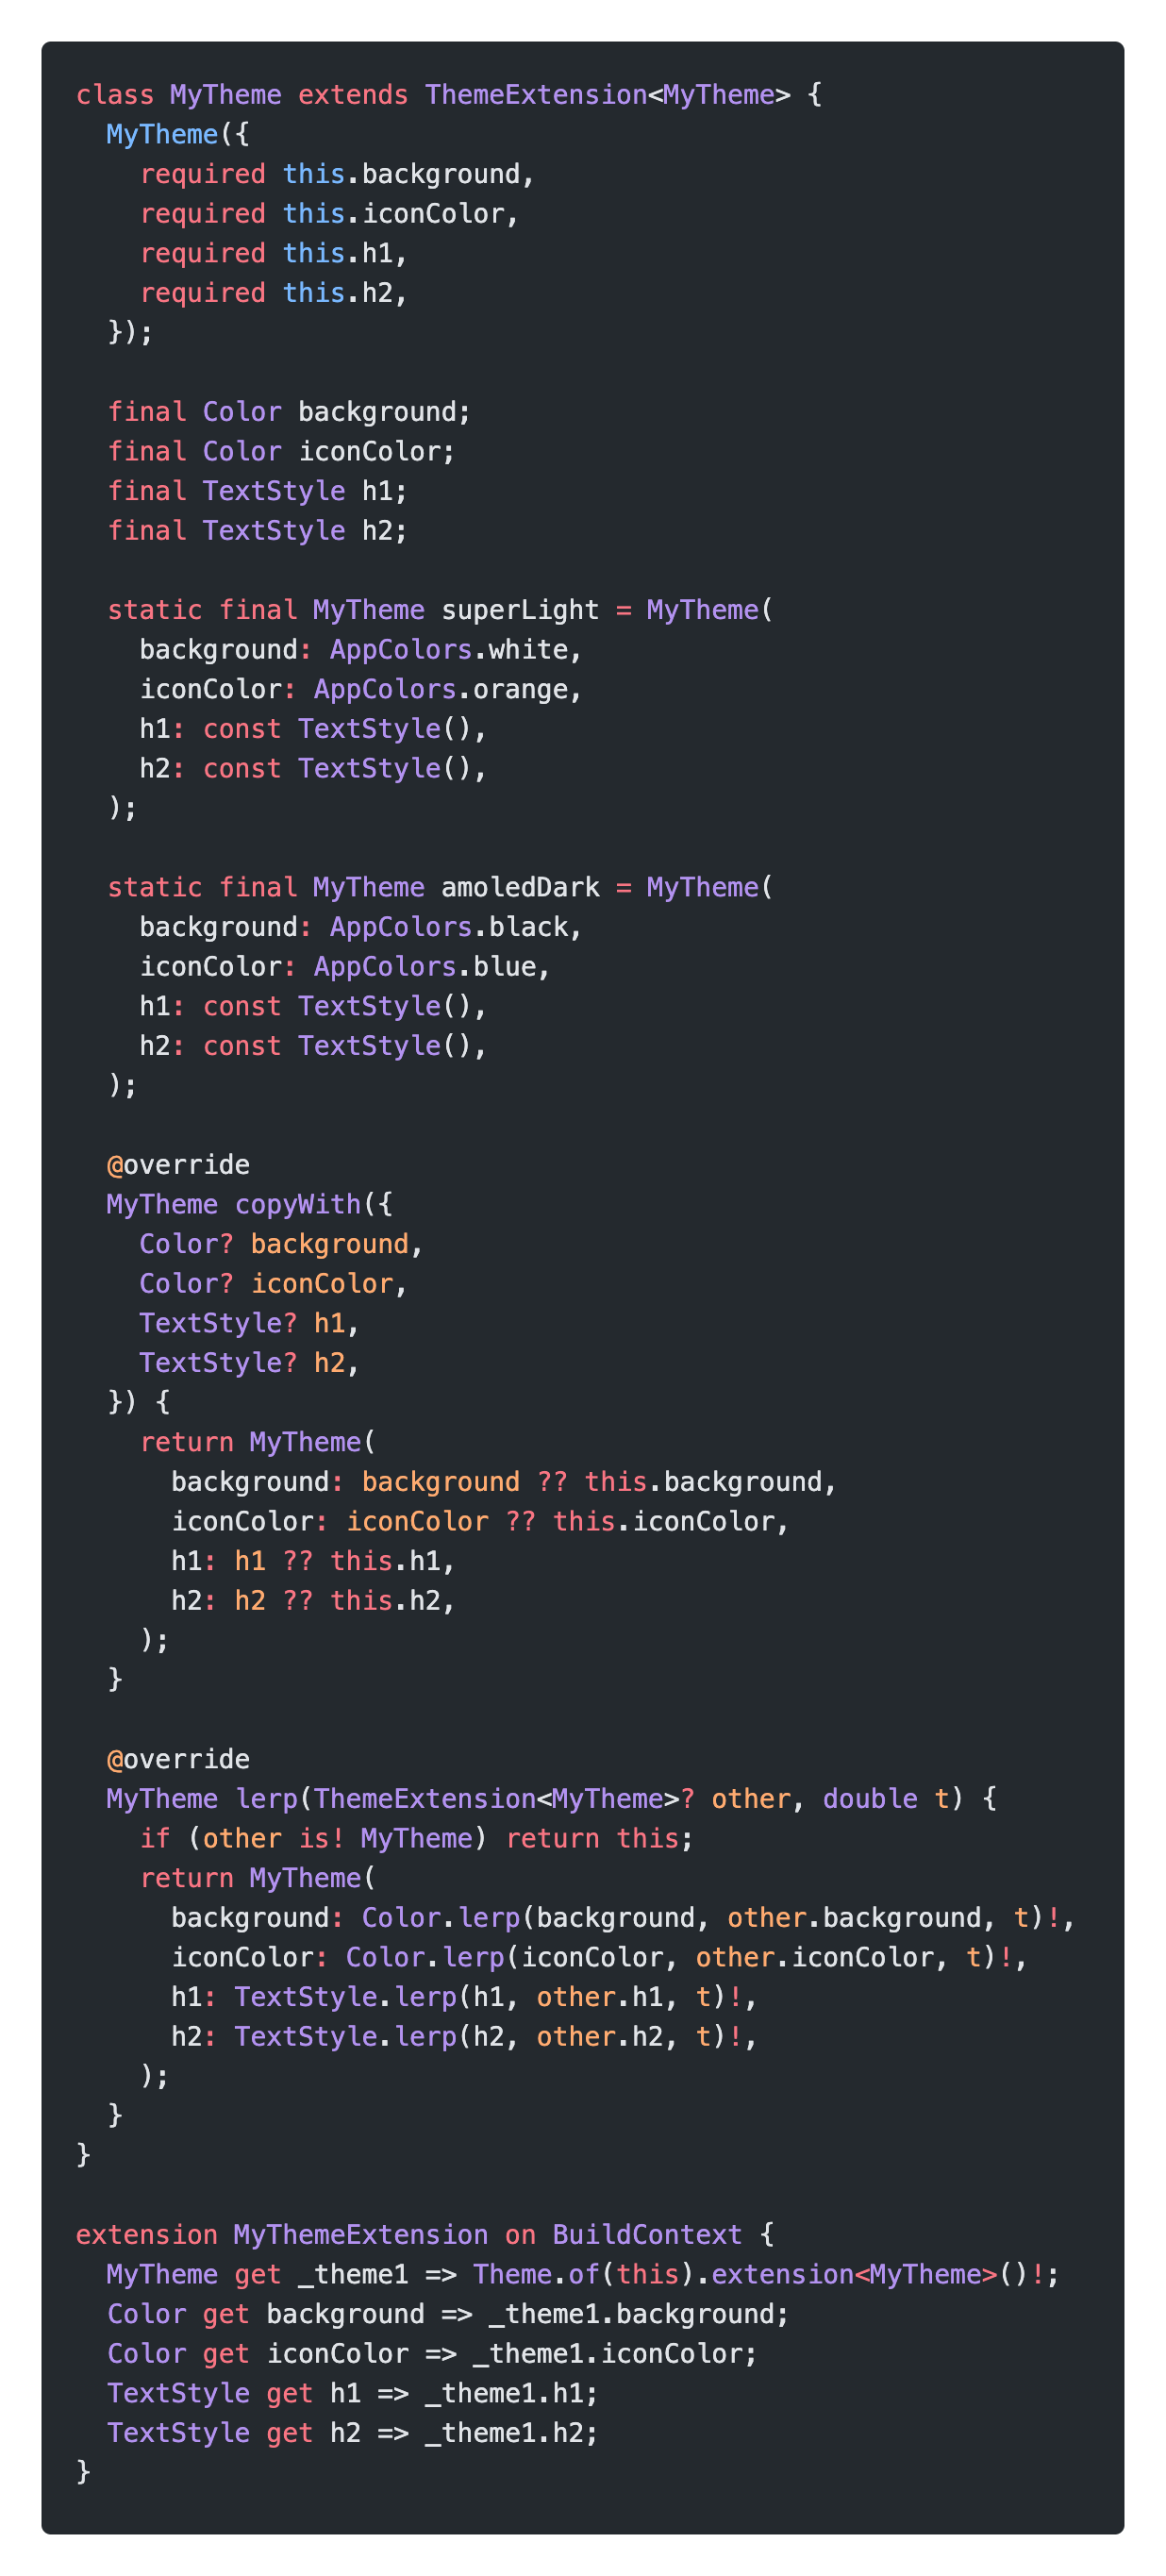 class MyTheme extends ThemeExtension<MyTheme> {
  MyTheme({
    required this.background,
    required this.iconColor,
    required this.h1,
    required this.h2,
  });

  final Color background;
  final Color iconColor;
  final TextStyle h1;
  final TextStyle h2;

  static final MyTheme superLight = MyTheme(
    background: AppColors.white,
    iconColor: AppColors.orange,
    h1: const TextStyle(),
    h2: const TextStyle(),
  );

  static final MyTheme amoledDark = MyTheme(
    background: AppColors.black,
    iconColor: AppColors.blue,
    h1: const TextStyle(),
    h2: const TextStyle(),
  );

  @override
  MyTheme copyWith({
    Color? background,
    Color? iconColor,
    TextStyle? h1,
    TextStyle? h2,
  }) {
    return MyTheme(
      background: background ?? this.background,
      iconColor: iconColor ?? this.iconColor,
      h1: h1 ?? this.h1,
      h2: h2 ?? this.h2,
    );
  }

  @override
  MyTheme lerp(ThemeExtension<MyTheme>? other, double t) {
    if (other is! MyTheme) return this;
    return MyTheme(
      background: Color.lerp(background, other.background, t)!,
      iconColor: Color.lerp(iconColor, other.iconColor, t)!,
      h1: TextStyle.lerp(h1, other.h1, t)!,
      h2: TextStyle.lerp(h2, other.h2, t)!,
    );
  }
}

extension MyThemeExtension on BuildContext {
  MyTheme get _theme1 => Theme.of(this).extension<MyTheme>()!;
  Color get background => _theme1.background;
  Color get iconColor => _theme1.iconColor;
  TextStyle get h1 => _theme1.h1;
  TextStyle get h2 => _theme1.h2;
}